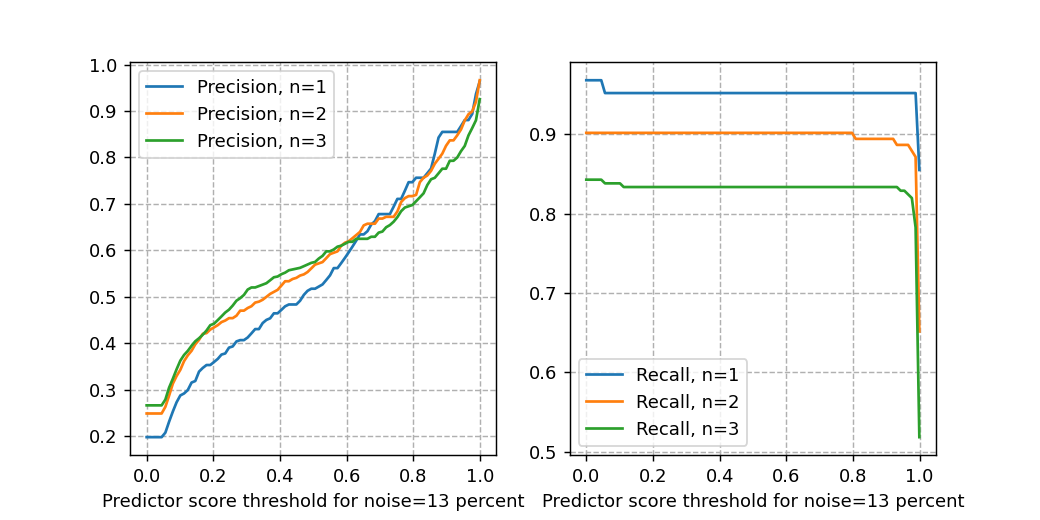 Precision, n=1
Precision, n=2
Precision, n=3
1.0
0.9
0.8
0.7
0.6
0.5
0.4
0.3
0.2
0.0 0.2 0.4 0.6 0.8 1.0
Predictor score threshold for noise=13 percent
0.9
0.8
0.7
0.6
0.5
Recall, n=1
Recall, n=2
Recall, n=3
0.0 0.2 0.4 0.6 0.8 1.0
Predictor score threshold for noise=13 percent